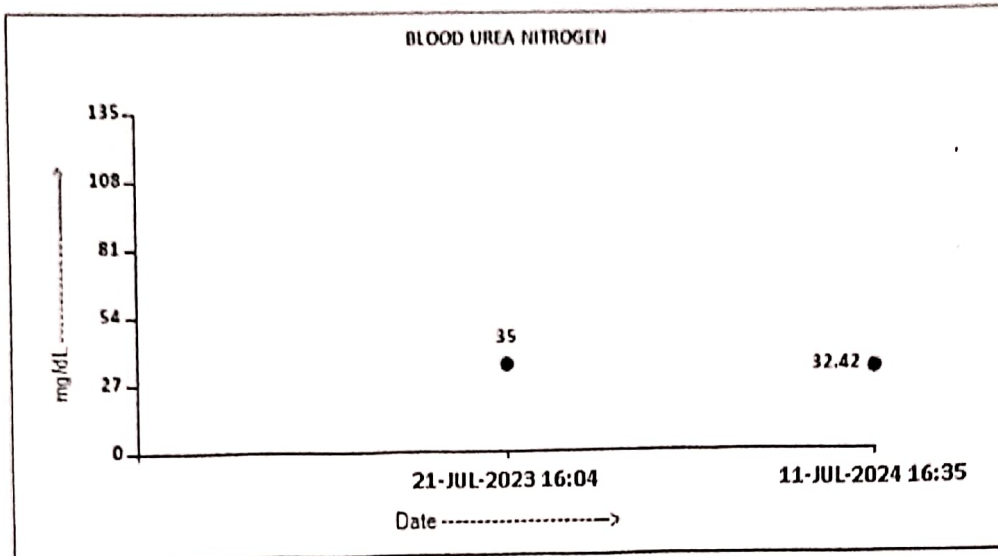 BLOOD UREA NITROGEN
135
108
81
54
27
0
mg/dL -------------------->
35
32.42
21-JUL-2023 16:04
11-JUL-2024 16:35
Date ------------------------>